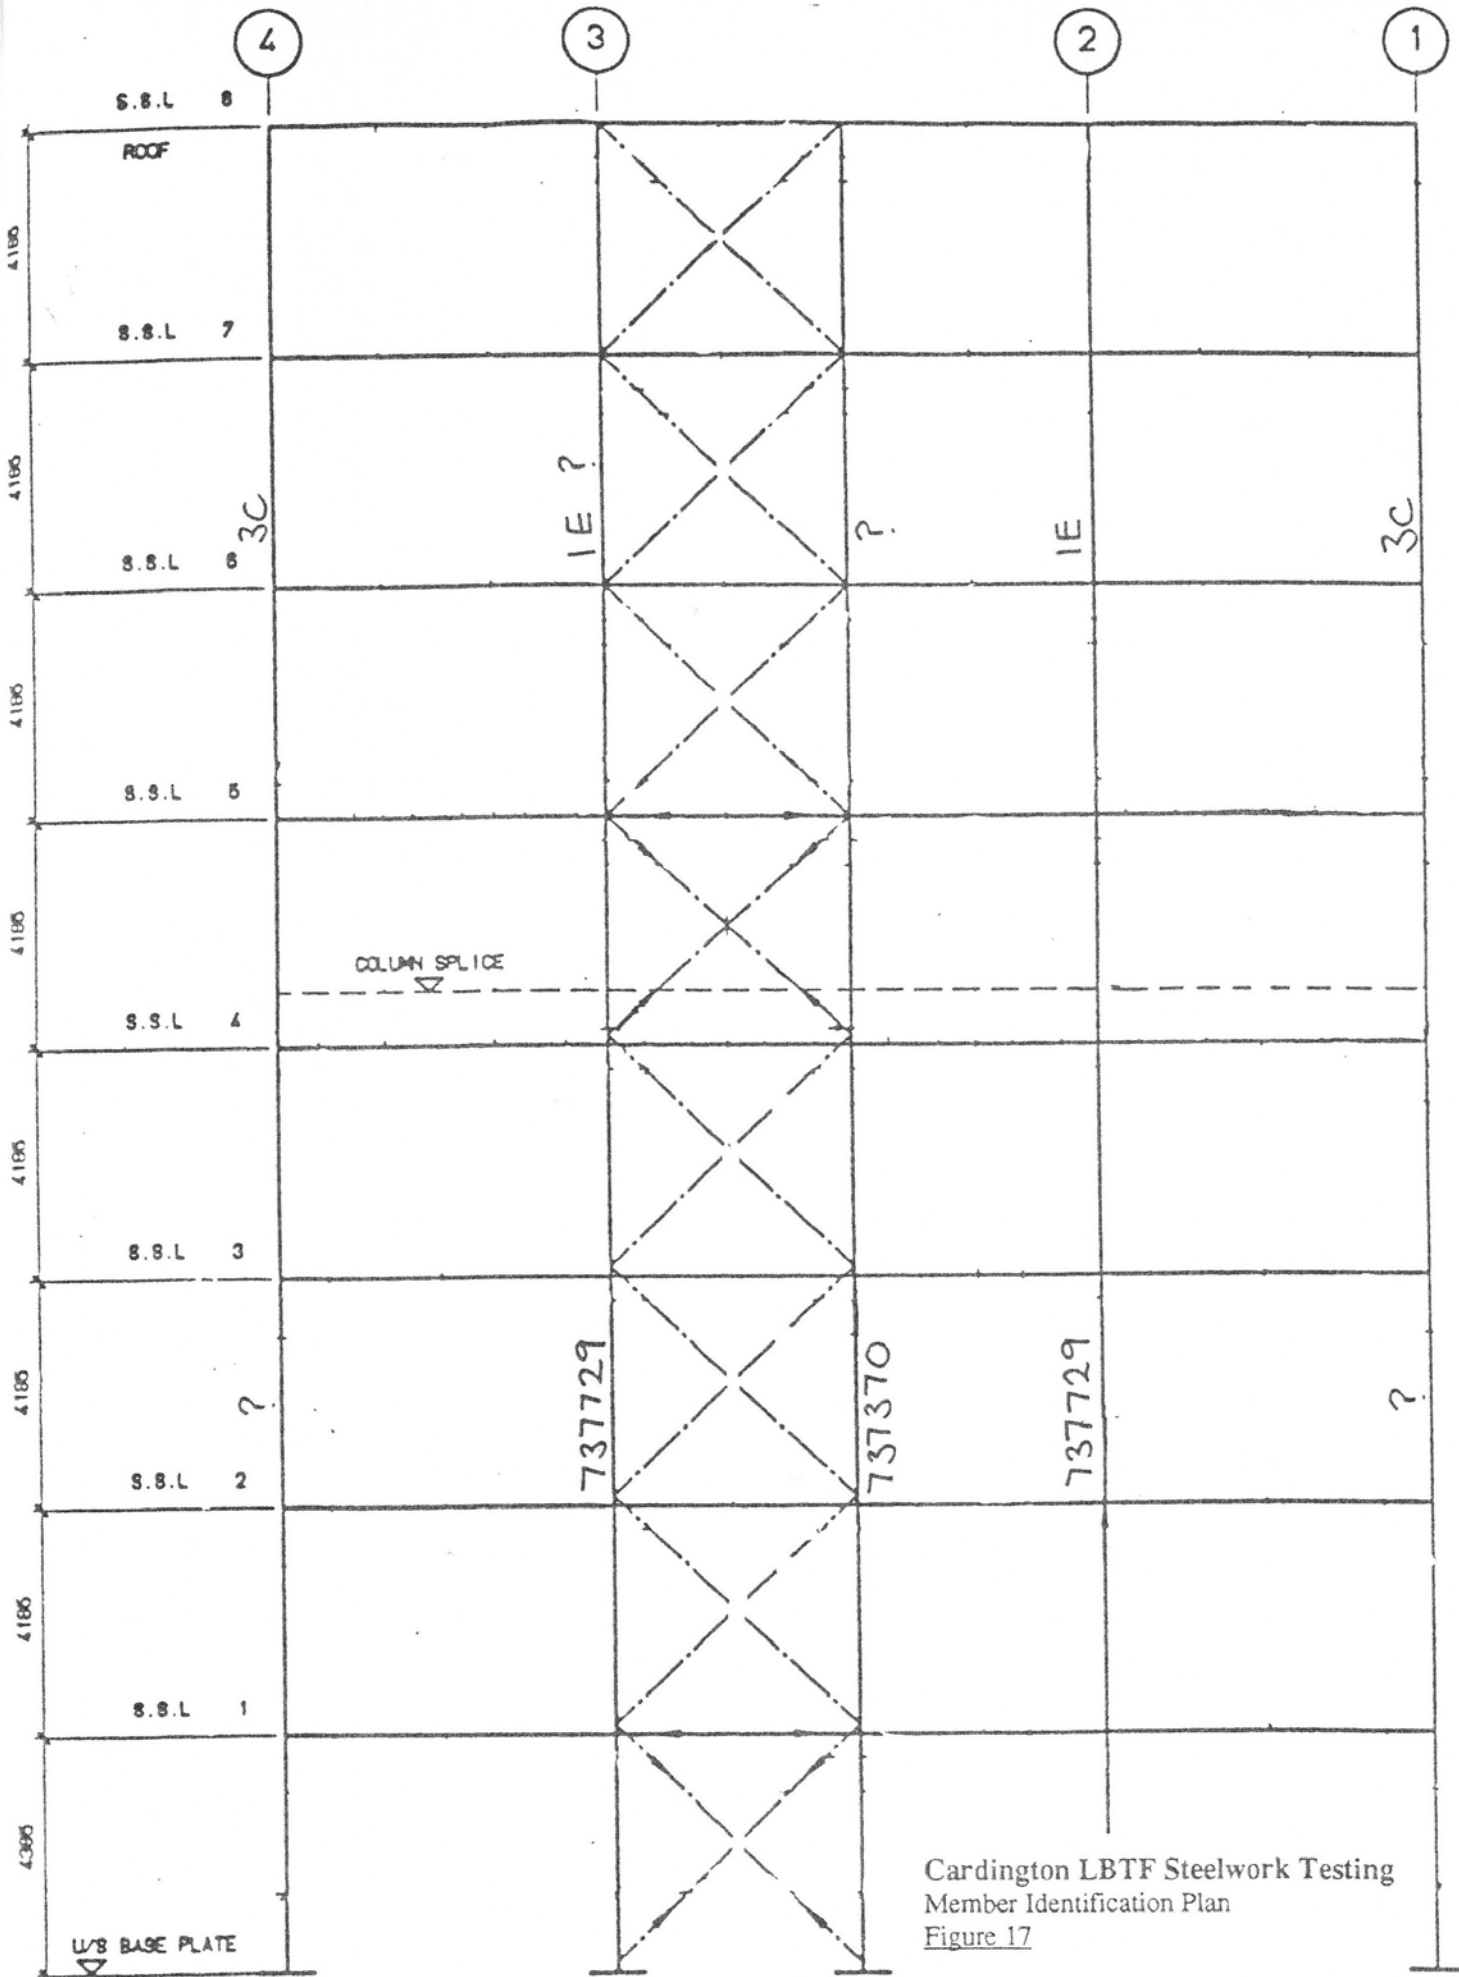 4 3 2 1
S.S.L 8
ROOF
4185
S.S.L 7
4185
3C
1E ?
?
1E
3C
S.S.L 6
4185
S.S.L 5
4185
COLUMN SPLICE
S.S.L 4
4185
S.S.L 3
4185
?
737729
737370
737729
?
S.S.L 2
4185
S.S.L 1
4385
Cardington LBTF Steelwork Testing
Member Identification Plan
Figure 17
U/S BASE PLATE